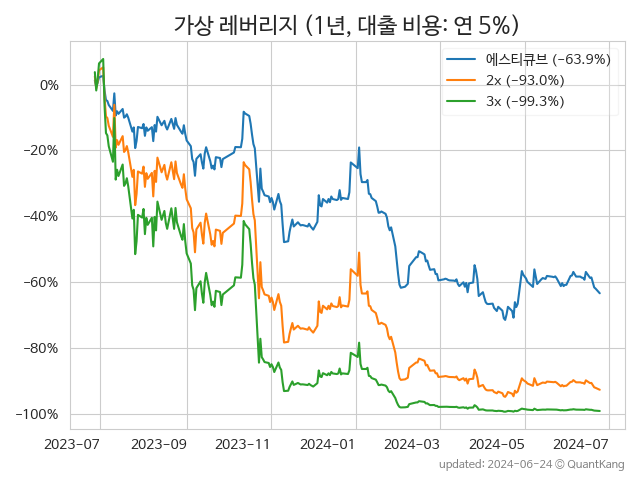 가상 레버리지 (1년, 대출 비용: 연 5%)
에스티큐브 (−63.9%)
2x (−93.0%)
3x (−99.3%)
0%
−20%
−40%
−60%
−80%
−100%
2023-07 2023-09 2023-11 2024-01 2024-03 2024-05 2024-07
updated: 2024-06-24 ⓒ QuantKang